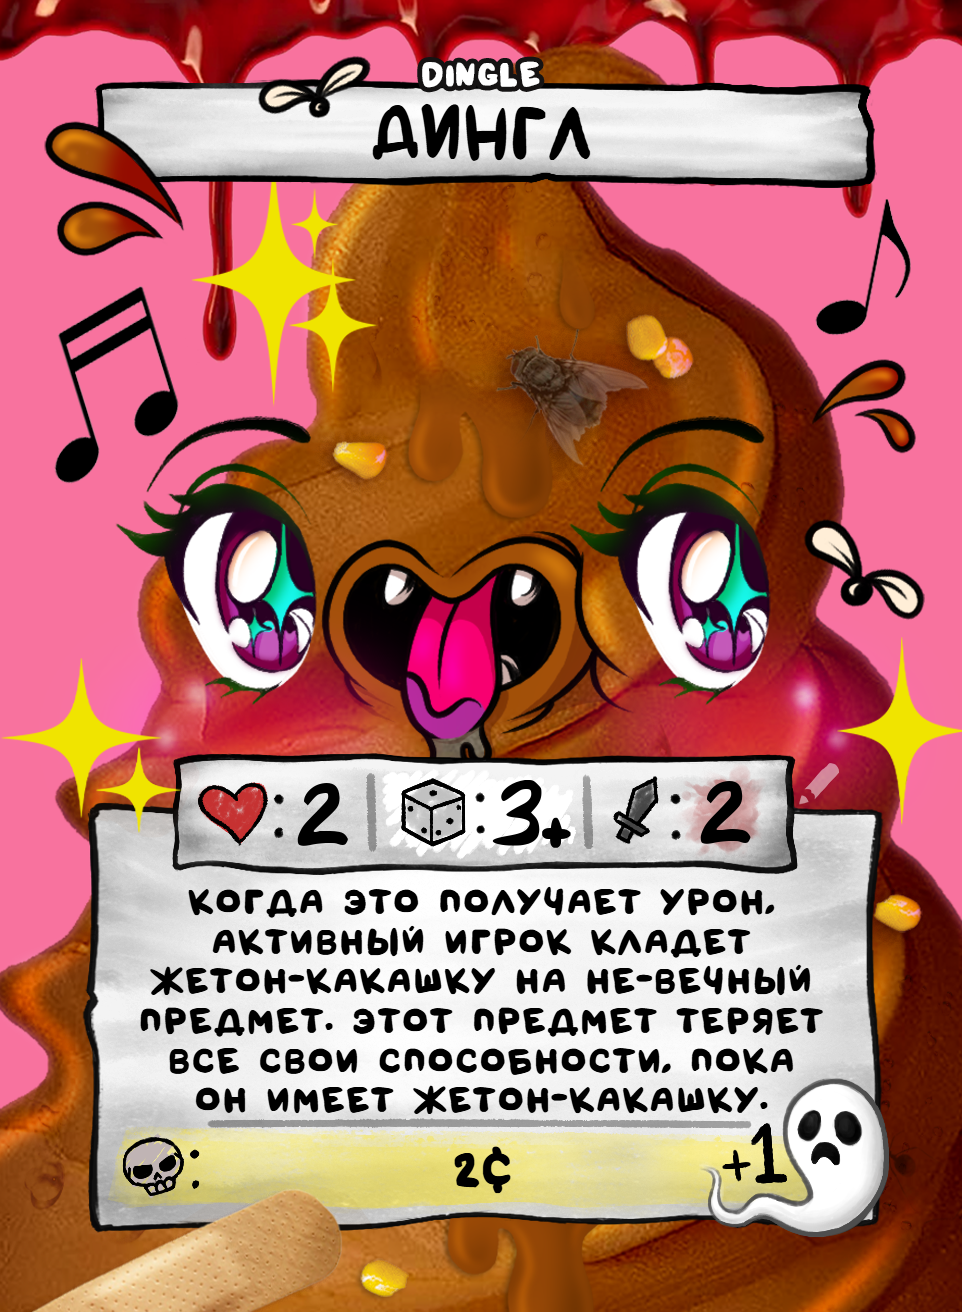 DINGLE
ДИНГЛ
: 2 : 3+ : 2
КОГДА ЭТО ПОЛУЧАЕТ УРОН,
АКТИВНЫЙ ИГРОК КЛАДЕТ
ЖЕТОН-КАКАШКУ НА НЕ-ВЕЧНЫЙ
ПРЕДМЕТ. ЭТОТ ПРЕДМЕТ ТЕРЯЕТ
ВСЕ СВОИ СПОСОБНОСТИ, ПОКА
ОН ИМЕЕТ ЖЕТОН-КАКАШКУ.
: 2¢ +1